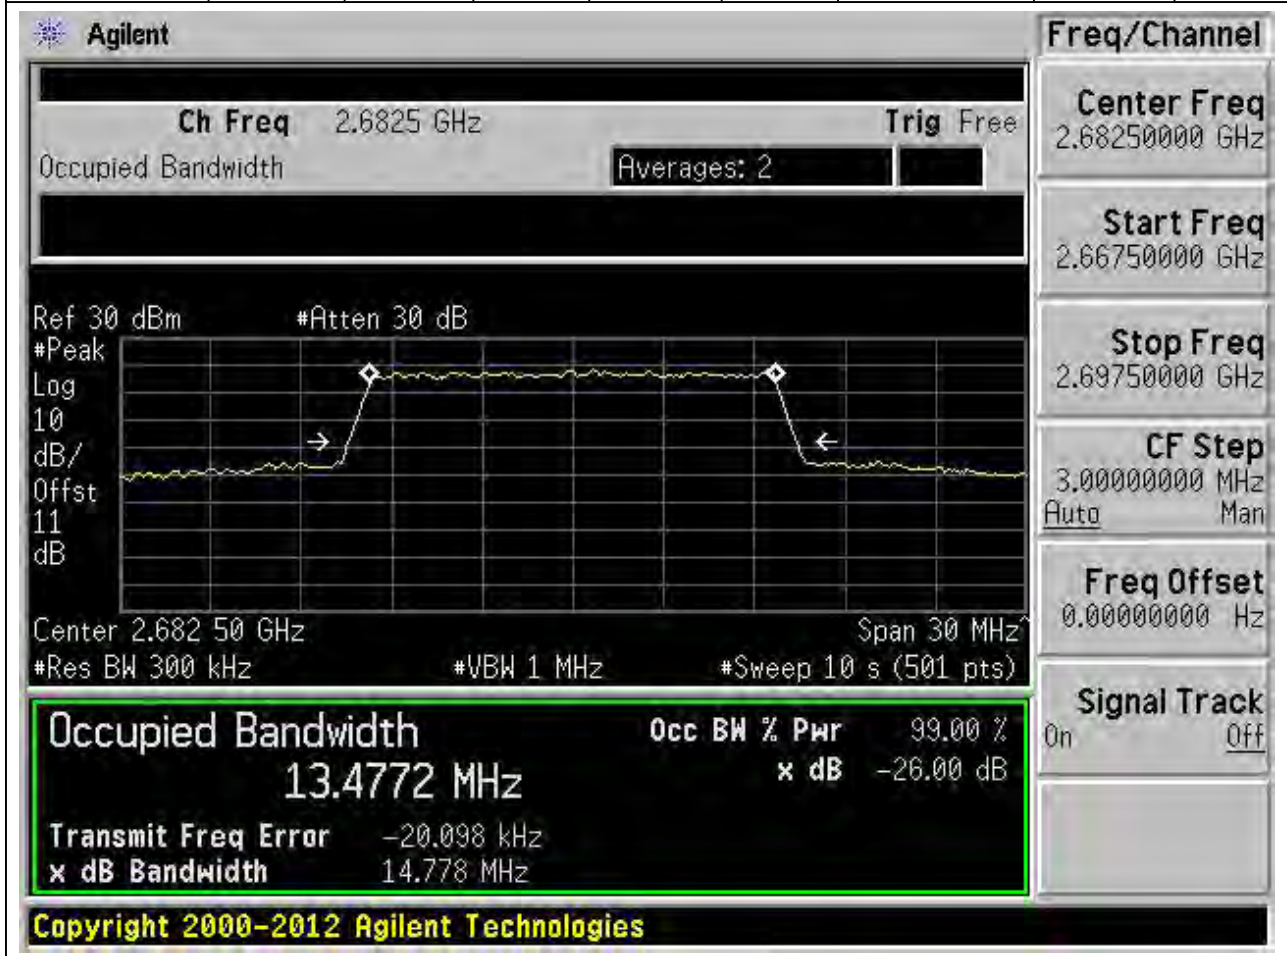 Agilent
Freq/Channel
Ch Freq 2.6825 GHz Trig Free
Occupied Bandwidth Averages: 2
Center Freq
2.68250000 GHz
Start Freq
2.66750000 GHz
Stop Freq
2.69750000 GHz
CF Step
3.00000000 MHz
Auto Man
Freq Offset
0.00000000 Hz
Signal Track
On Off
Ref 30 dBm #Atten 30 dB
#Peak
Log
10
dB/
Offst
11
dB
Center 2.682 50 GHz Span 30 MHz^
#Res BW 300 kHz #VBW 1 MHz #Sweep 10 s (501 pts)
Occupied Bandwidth Occ BW % Pwr 99.00 %
13.4772 MHz x dB -26.00 dB
Transmit Freq Error -20.098 kHz
x dB Bandwidth 14.778 MHz
Copyright 2000-2012 Agilent Technologies